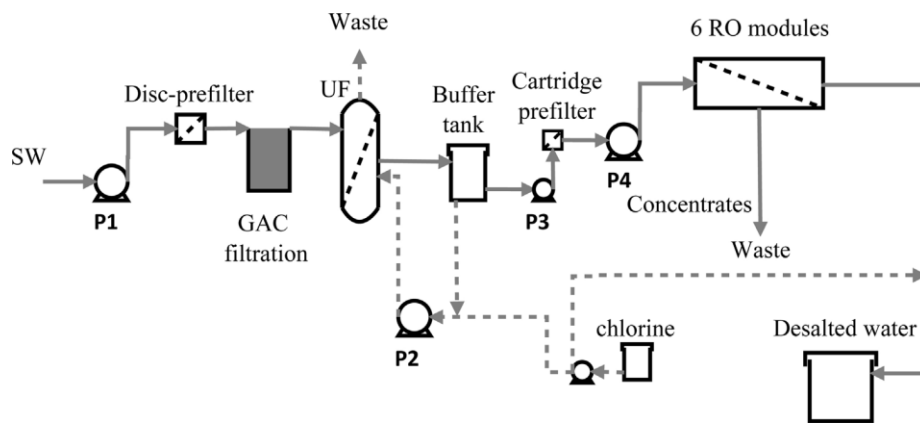 Waste
6 RO modules
UF
Disc-prefilter
Buffer
tank
Cartridge
prefilter
SW
P1
P3
P4
GAC
filtration
Concentrates
Waste
P2
chlorine
Desalted water